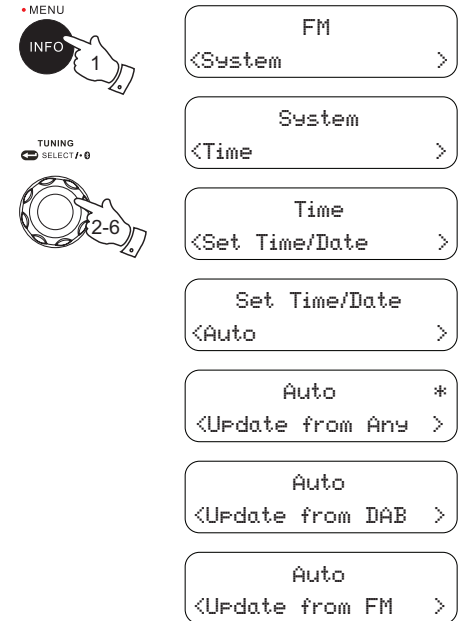 • MENU
INFO
1
TUNING
SELECT/•
2-6
FM
<System >
System
<Time >
Time
<Set Time/Date >
Set Time/Date
<Auto >
Auto *
<Update from Any >
Auto
<Update from DAB >
Auto
<Update from FM >